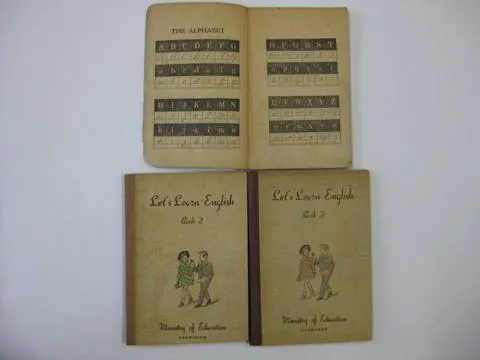 THE ALPHABET
A B C D E F G
a b c d e f g
H I J K L M N
h i j k l m n
O P Q R S T
o p q r s t
U V W X Y Z
u v w x y z
Let's Learn English
Book 2
Ministry of Education
Let's Learn English
Book 3
Ministry of Education